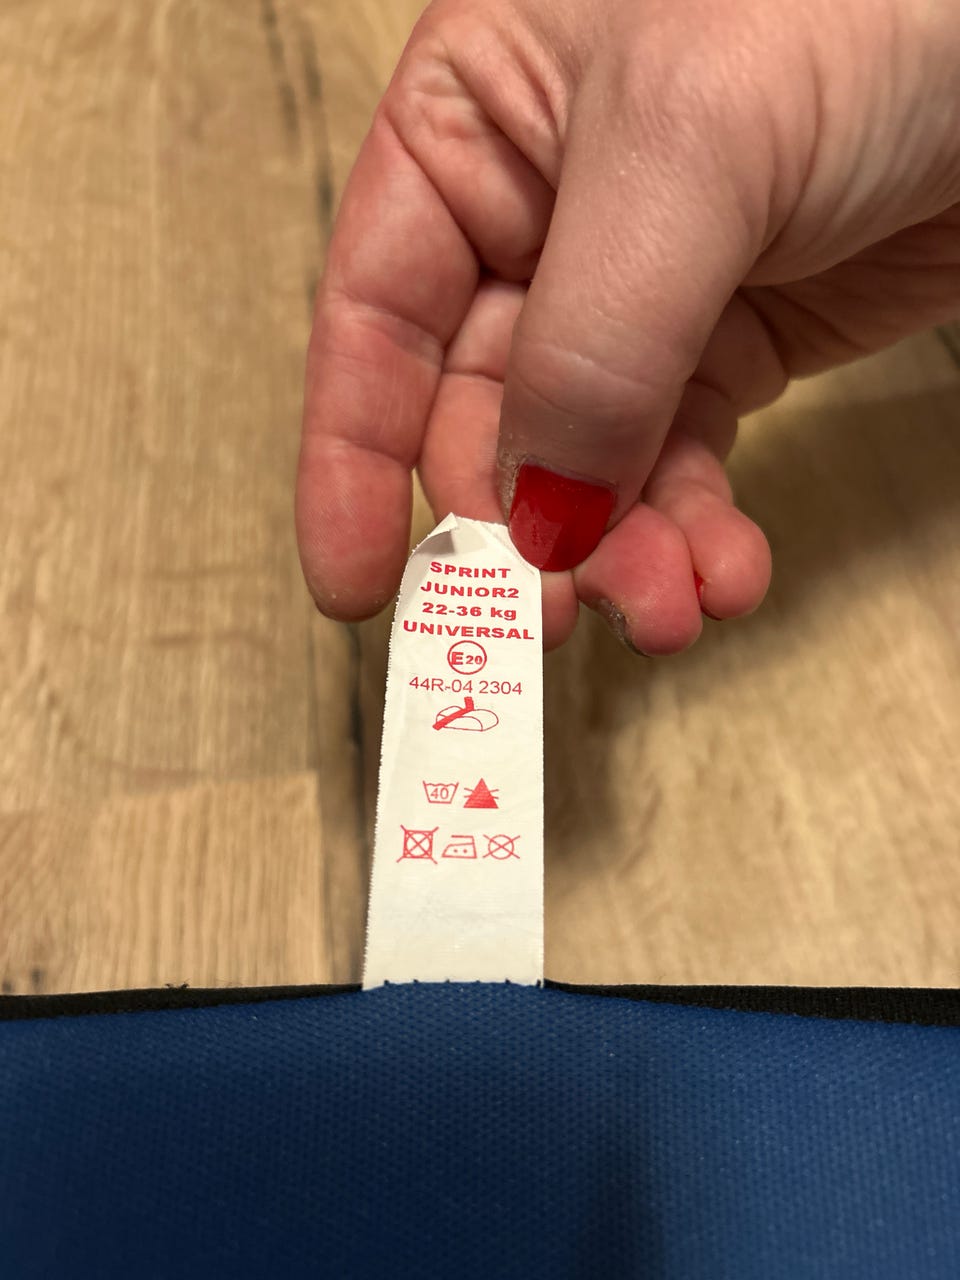 SPRINT
JUNIOR2
22-36 kg
UNIVERSAL
E20
44R-04 2304
40